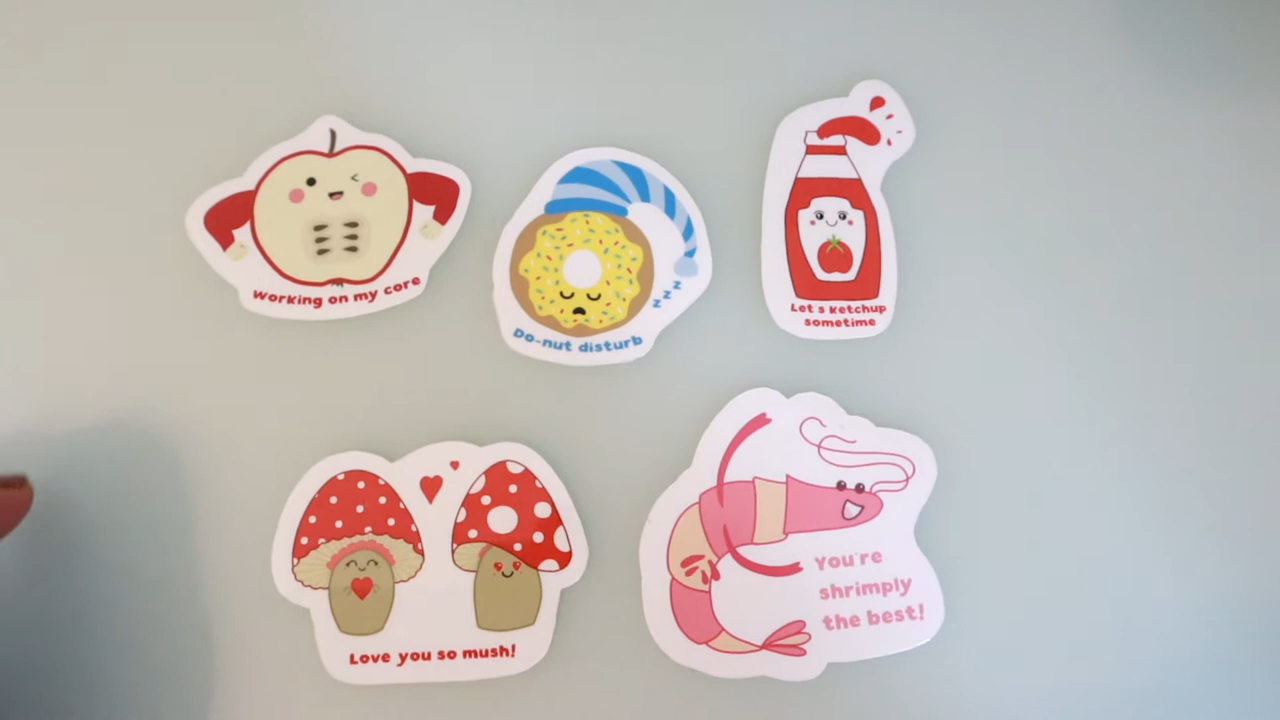 Working on my core
Do-nut disturb
z z z
Let's Ketchup
sometime
Love you so mush!
You're
shrimply
the best!